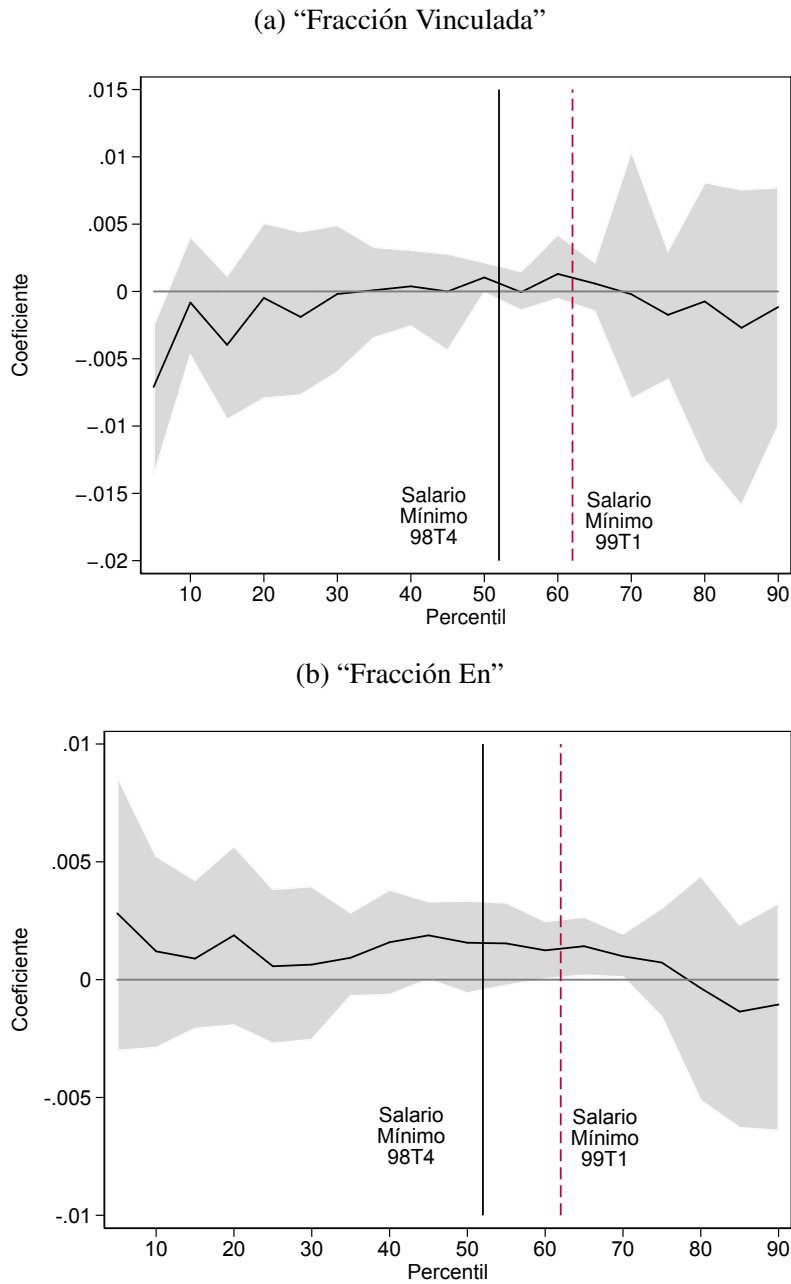 (a) “Fracción Vinculada”
.015
.01
.005
0
−.005
−.01
−.015
−.02
Coeficiente
Salario
Mínimo
98T4
Salario
Mínimo
99T1
10 20 30 40 50 60 70 80 90
Percentil
(b) “Fracción En”
.01
.005
0
-.005
-.01
Coeficiente
Salario
Mínimo
98T4
Salario
Mínimo
99T1
10 20 30 40 50 60 70 80 90
Percentil